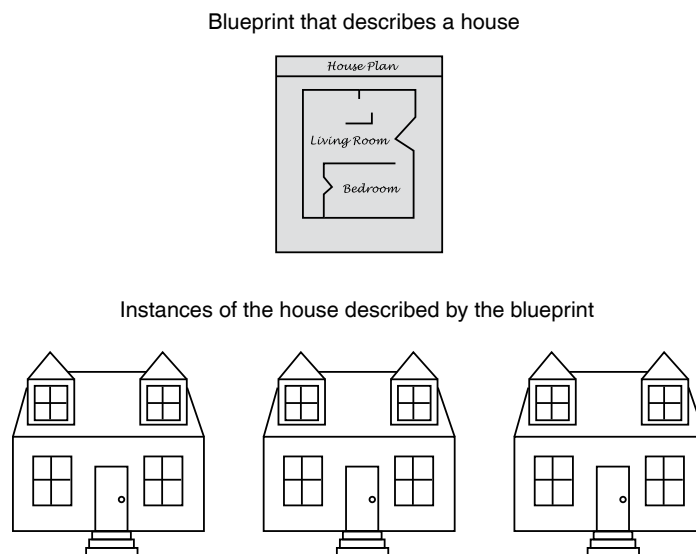 Blueprint that describes a house
House Plan
Living Room
Bedroom
Instances of the house described by the blueprint